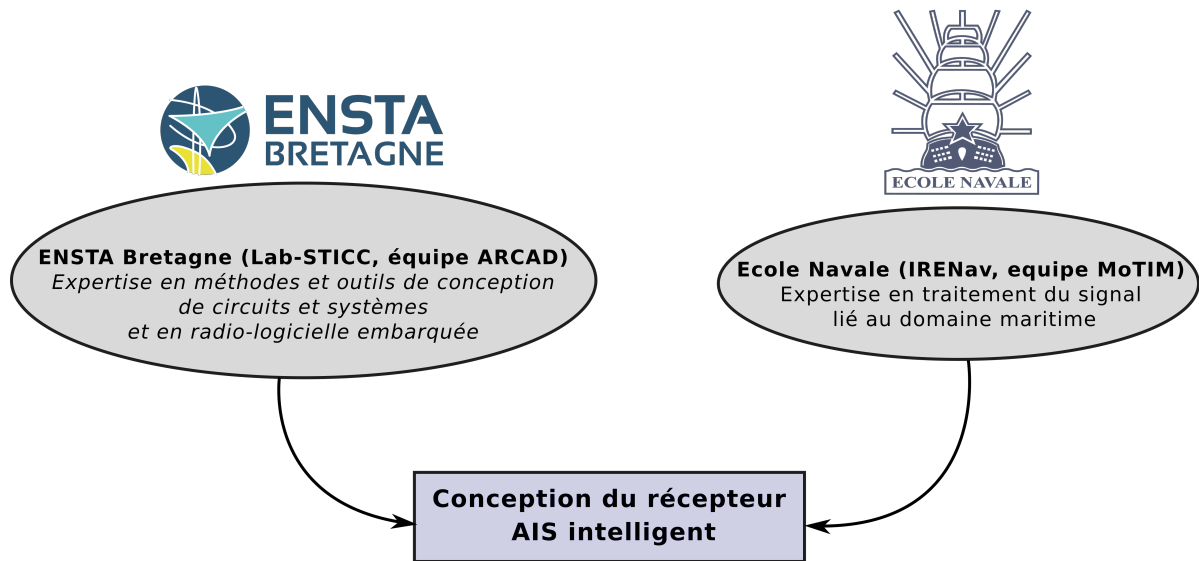 ENSTA
BRETAGNE
ECOLE NAVALE
ENSTA Bretagne (Lab-STICC, équipe ARCAD)
Expertise en méthodes et outils de conception
de circuits et systèmes
et en radio-logicielle embarquée
Ecole Navale (IRENav, equipe MoTIM)
Expertise en traitement du signal
lié au domaine maritime
Conception du récepteur
AIS intelligent